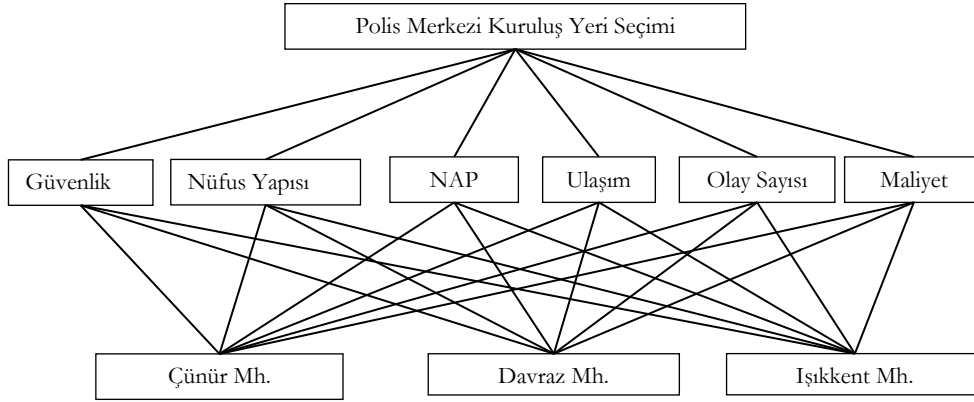 Polis Merkezi Kuruluş Yeri Seçimi
Güvenlik
Nüfus Yapısı
NAP
Ulaşım
Olay Sayısı
Maliyet
Çünür Mh.
Davraz Mh.
Işıkkent Mh.